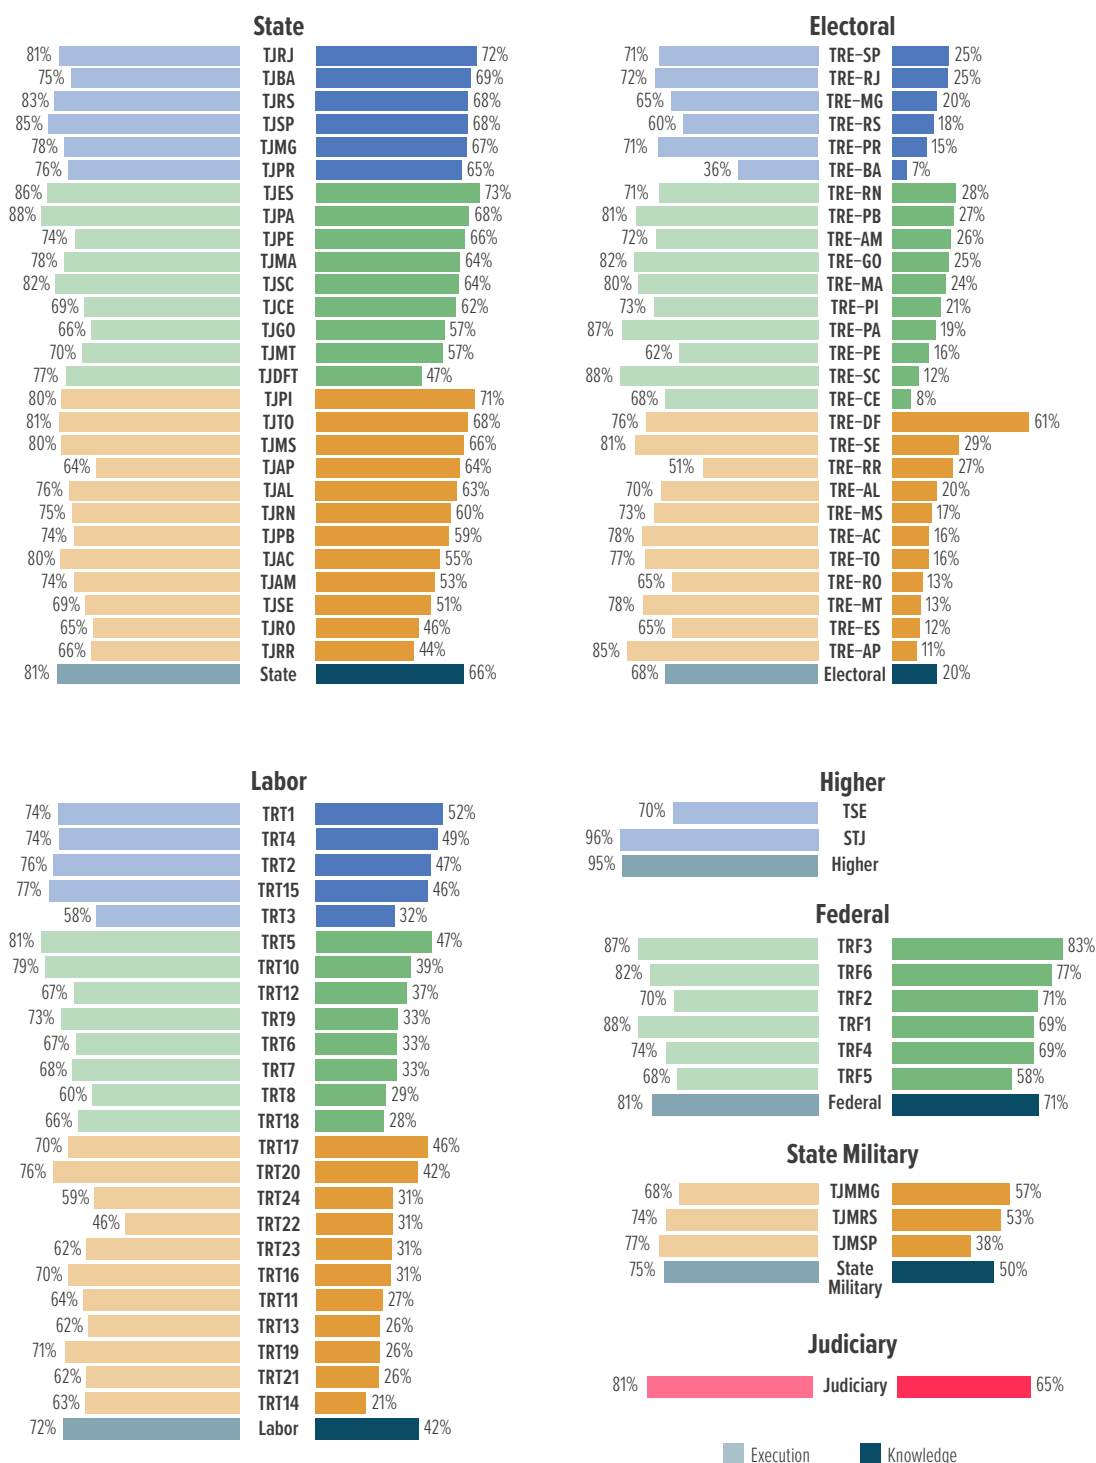 State
81% TJRJ 72%
75% TJBA 69%
83% TJRS 68%
85% TJSP 68%
78% TJMG 67%
76% TJPR 65%
86% TJES 73%
88% TJPA 68%
74% TJPE 66%
78% TJMA 64%
82% TJSC 64%
69% TJCE 62%
66% TJGO 57%
70% TJMT 57%
77% TJDFT 47%
80% TJPI 71%
81% TJTO 68%
80% TJMS 66%
64% TJAP 64%
76% TJAL 63%
75% TJRN 60%
74% TJPB 59%
80% TJAC 55%
74% TJAM 53%
69% TJSE 51%
65% TJRO 46%
66% TJRR 44%
81% State 66%
Electoral
71% TRE-SP 25%
72% TRE-RJ 25%
65% TRE-MG 20%
60% TRE-RS 18%
71% TRE-PR 15%
36% TRE-BA 7%
71% TRE-RN 28%
81% TRE-PB 27%
72% TRE-AM 26%
82% TRE-GO 25%
80% TRE-MA 24%
73% TRE-PI 21%
87% TRE-PA 19%
62% TRE-PE 16%
88% TRE-SC 12%
68% TRE-CE 8%
76% TRE-DF 61%
81% TRE-SE 29%
51% TRE-RR 27%
70% TRE-AL 20%
73% TRE-MS 17%
78% TRE-AC 16%
77% TRE-TO 16%
65% TRE-RO 13%
78% TRE-MT 13%
65% TRE-ES 12%
85% TRE-AP 11%
68% Electoral 20%
Labor
74% TRT1 52%
74% TRT4 49%
76% TRT2 47%
77% TRT15 46%
58% TRT3 32%
81% TRT5 47%
79% TRT10 39%
67% TRT12 37%
73% TRT9 33%
67% TRT6 33%
68% TRT7 33%
60% TRT8 29%
66% TRT18 28%
70% TRT17 46%
76% TRT20 42%
59% TRT24 31%
46% TRT22 31%
62% TRT23 31%
70% TRT16 31%
64% TRT11 27%
62% TRT13 26%
71% TRT19 26%
62% TRT21 26%
63% TRT14 21%
72% Labor 42%
Higher
70% TSE
96% STJ
95% Higher
Federal
87% TRF3 83%
82% TRF6 77%
70% TRF2 71%
88% TRF1 69%
74% TRF4 69%
68% TRF5 58%
81% Federal 71%
State Military
68% TJMMG 57%
74% TJMRS 53%
77% TJMSP 38%
75% State 50%
Military
Judiciary
81% Judiciary 65%
Execution Knowledge